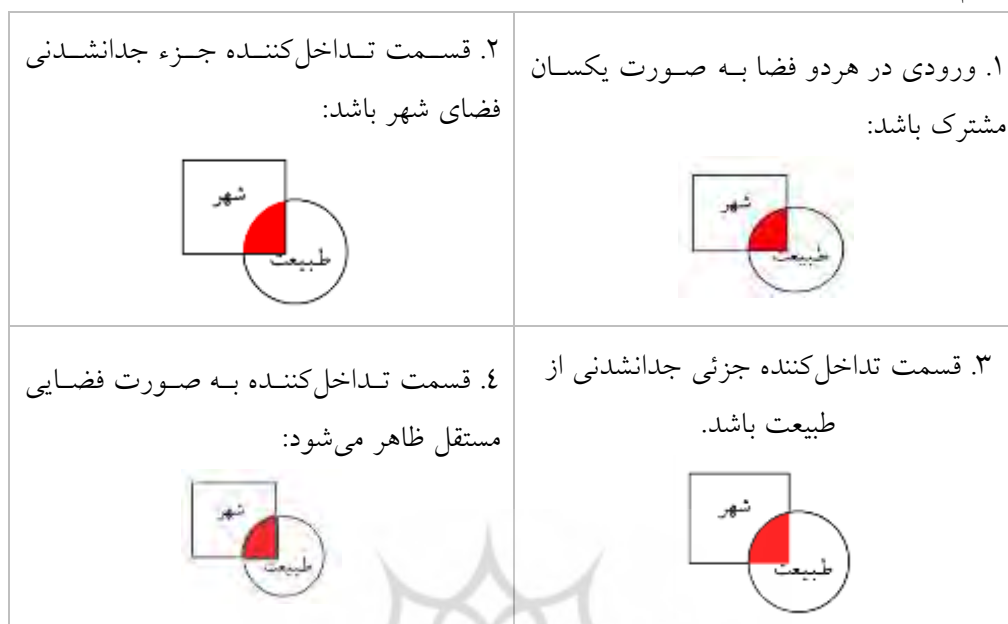 ۱. ورودی در هردو فضا به صورت یکسان
مشترک باشد:
شهر
طبیعت
۲. قسمت تداخل‌کننده جزء جدانشدنی
فضای شهر باشد:
شهر
طبیعت
۳. قسمت تداخل‌کننده جزئی جدانشدنی از
طبیعت باشد.
شهر
طبیعت
٤. قسمت تداخل‌کننده به صورت فضایی
مستقل ظاهر می‌شود:
شهر
طبیعت